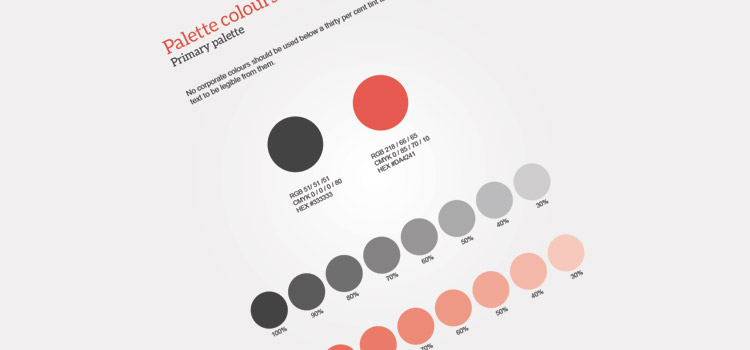 Palette colours
Primary palette
No corporate colours should be used below a thirty per cent tint
text to be legible from them.
RGB 51/ 51 /51
CMYK 0 / 0 / 0 / 80
HEX #333333
RGB 218 / 66 / 65
CMYK 0 / 85 / 70 / 10
HEX #DA4241
100%
90%
80%
70%
60%
50%
40%
30%
70%
60%
50%
40%
30%